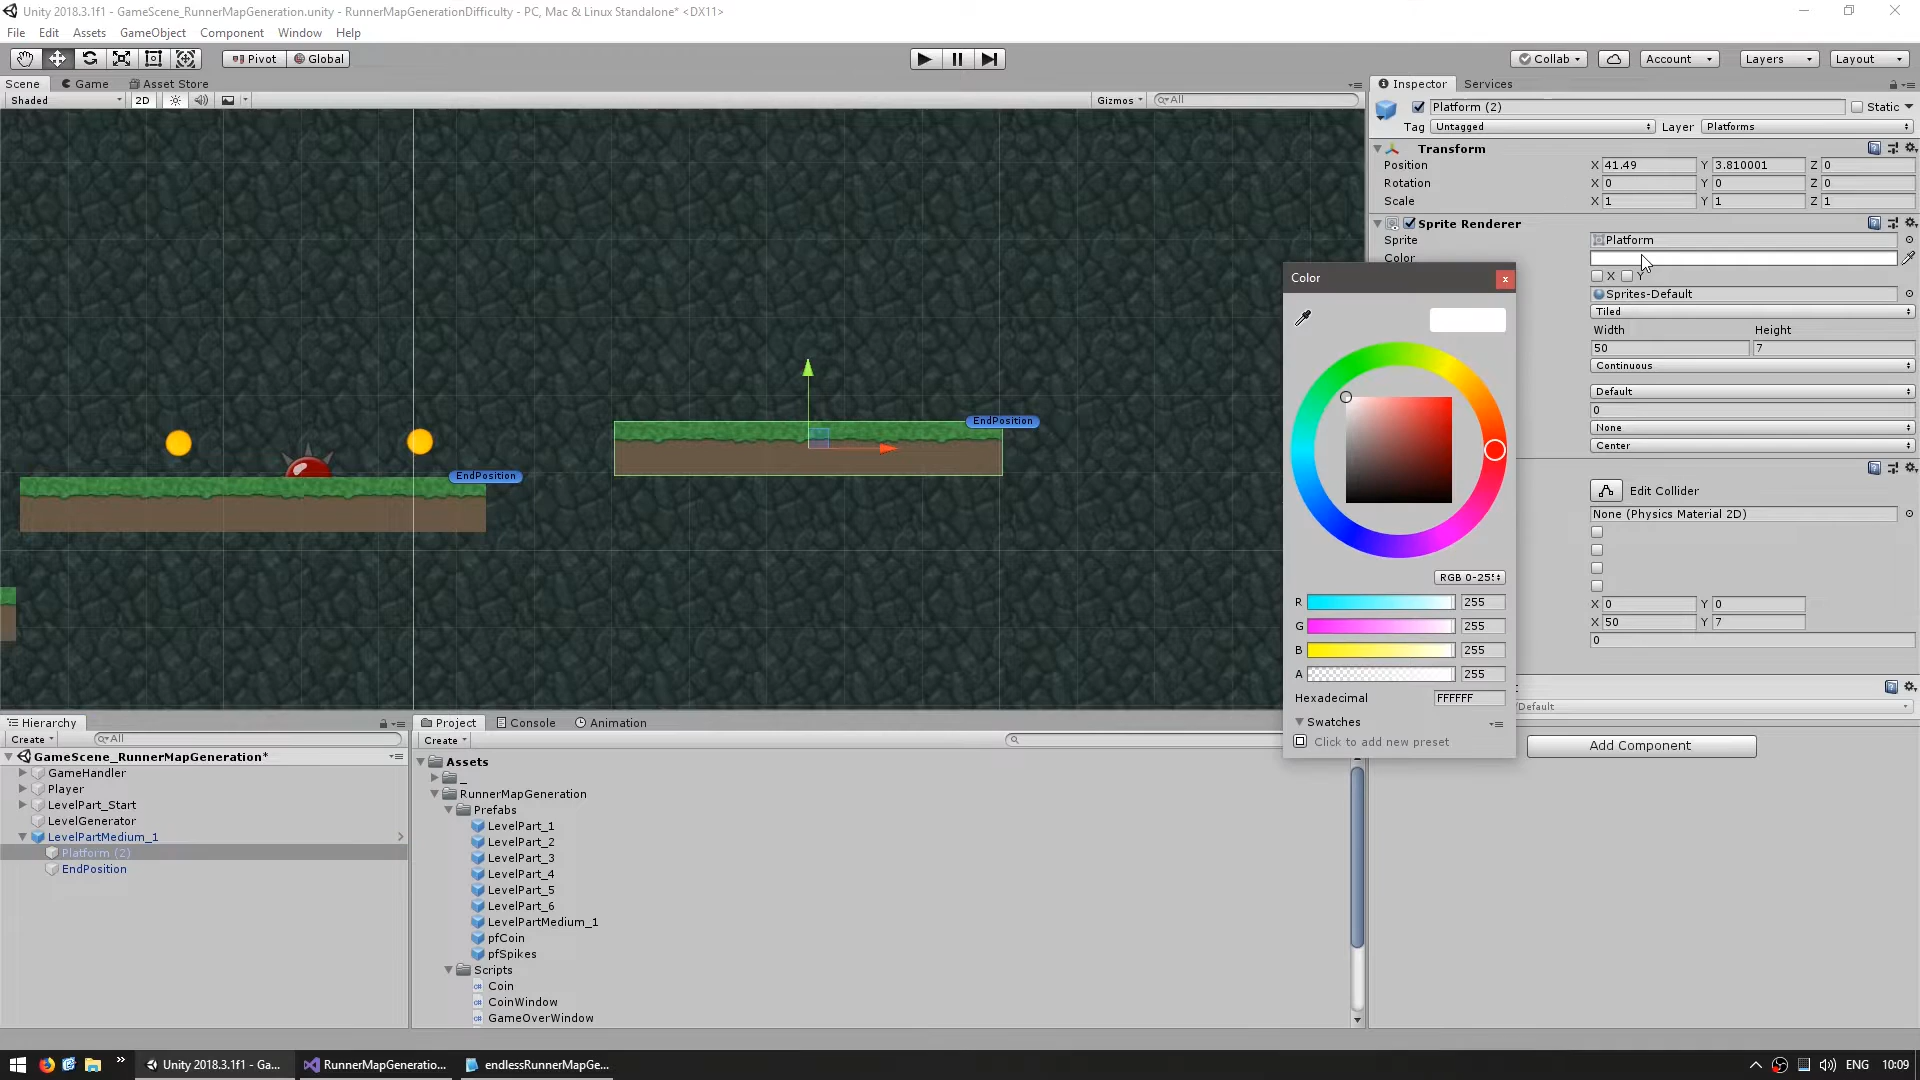 Unity 2018.3.1f1 - GameScene_RunnerMapGeneration.unity - RunnerMapGenerationDifficulty - PC, Mac & Linux Standalone* <DX11>
File Edit Assets GameObject Component Window Help
Pivot Global Collab Account Layers Layout
Scene Game Asset Store
Shaded 2D Gizmos All
Inspector Services
Platform (2) Static
Tag Untagged Layer Platforms
Transform
Position X 41.49 Y 3.810001 Z 0
Rotation X 0 Y 0 Z 0
Scale X 1 Y 1 Z 1
Sprite Renderer
Sprite Platform
Color
X Y
Sprites-Default
Tiled
Width Height
50 7
Continuous
Default
0
None
Center
Edit Collider
None (Physics Material 2D)
X 0 Y 0
X 50 Y 7
0
/Default
Add Component
EndPosition
EndPosition
Color
RGB 0-255
R 255
G 255
B 255
A 255
Hexadecimal FFFFFF
Swatches
Click to add new preset
Hierarchy
Create All
GameScene_RunnerMapGeneration*
GameHandler
Player
LevelPart_Start
LevelGenerator
LevelPartMedium_1
Platform (2)
EndPosition
Project Console Animation
Create
Assets
_
RunnerMapGeneration
Prefabs
LevelPart_1
LevelPart_2
LevelPart_3
LevelPart_4
LevelPart_5
LevelPart_6
LevelPartMedium_1
pfCoin
pfSpikes
Scripts
Coin
CoinWindow
GameOverWindow
Unity 2018.3.1f1 - Ga... RunnerMapGeneratio... endlessRunnerMapGe... ENG 10:09